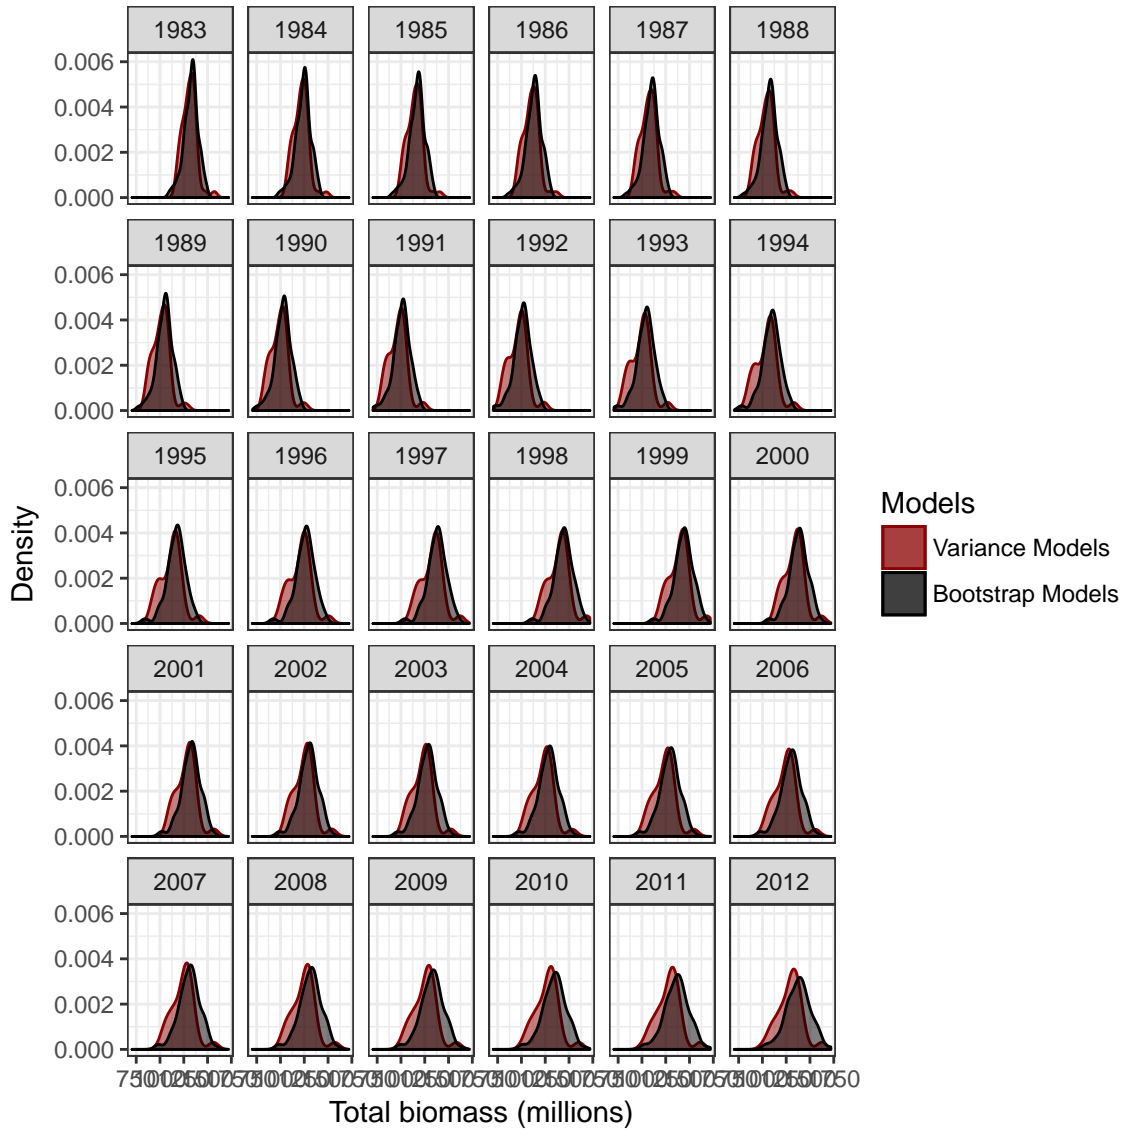 1983 1984 1985 1986 1987 1988
0.006
0.004
0.002
0.000
1989 1990 1991 1992 1993 1994
0.006
0.004
0.002
0.000
1995 1996 1997 1998 1999 2000
0.006
0.004
0.002
0.000
2001 2002 2003 2004 2005 2006
0.006
0.004
0.002
0.000
2007 2008 2009 2010 2011 2012
0.006
0.004
0.002
0.000
Density
Total biomass (millions)
Models
Variance Models
Bootstrap Models